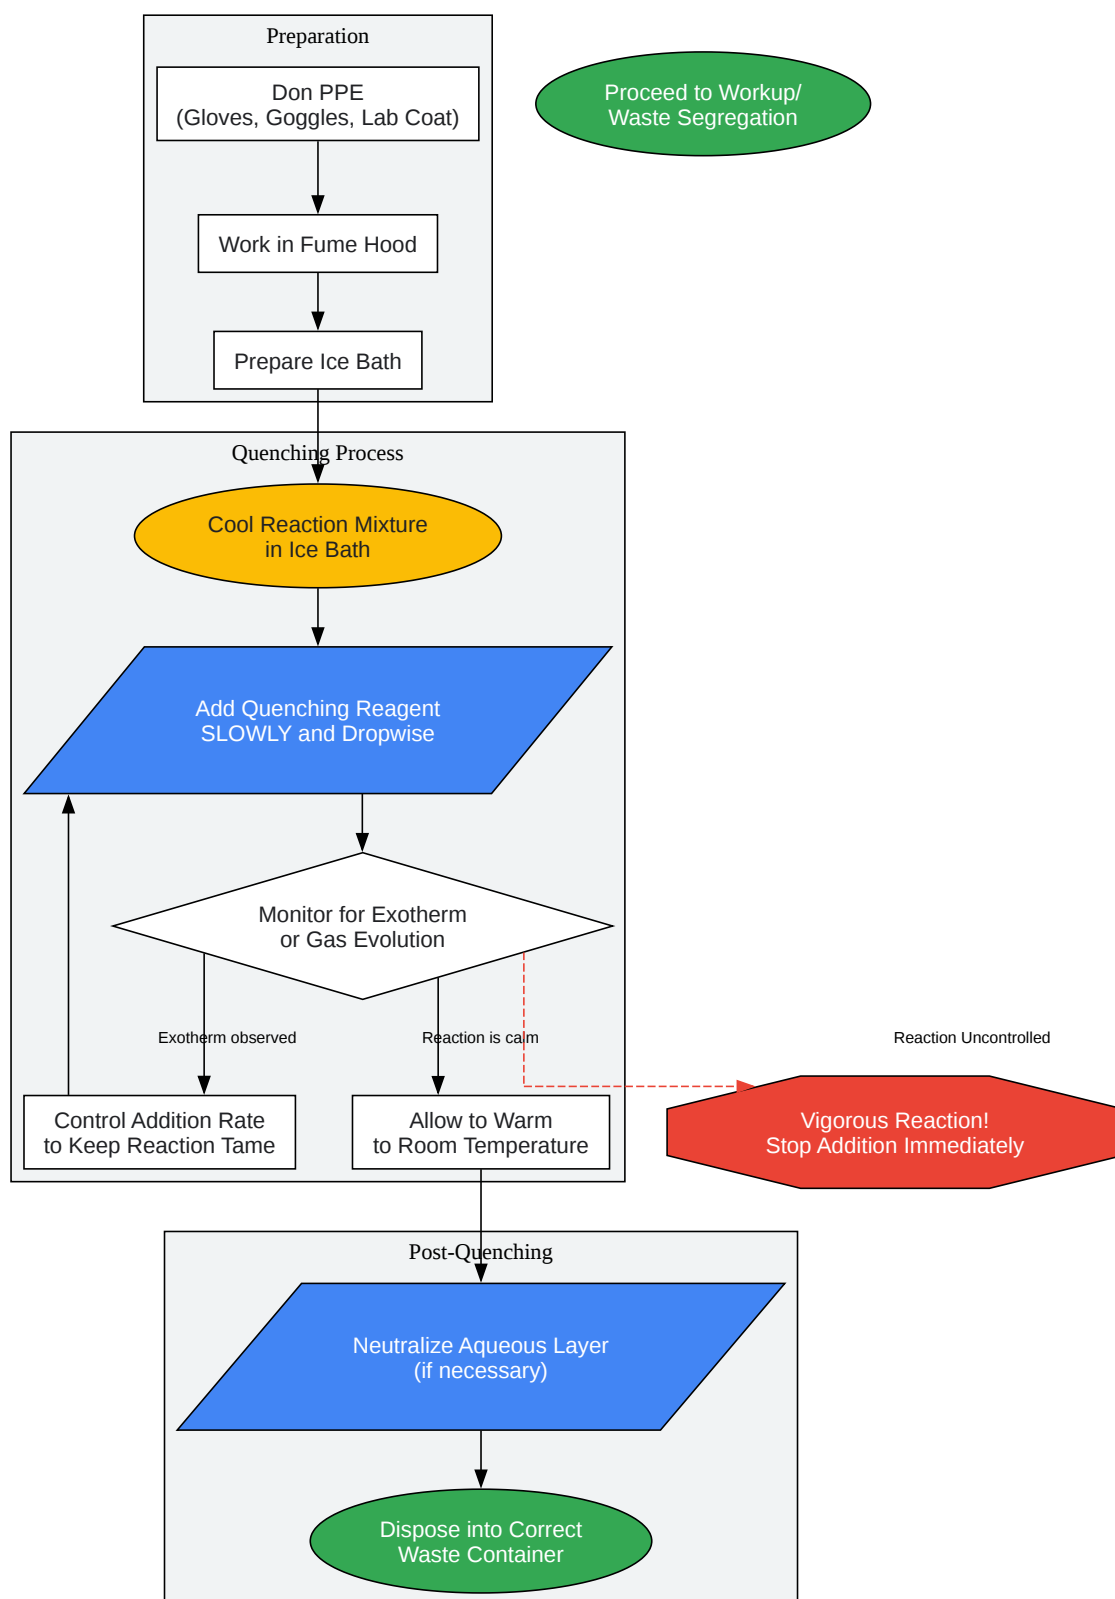 Preparation
Don PPE
(Gloves, Goggles, Lab Coat)
Proceed to Workup/
Waste Segregation
Work in Fume Hood
Prepare Ice Bath
Quenching Process
Cool Reaction Mixture
in Ice Bath
Add Quenching Reagent
SLOWLY and Dropwise
Monitor for Exotherm
or Gas Evolution
Exotherm observed
Reaction is calm
Reaction Uncontrolled
Control Addition Rate
to Keep Reaction Tame
Allow to Warm
to Room Temperature
Vigorous Reaction!
Stop Addition Immediately
Post-Quenching
Neutralize Aqueous Layer
(if necessary)
Dispose into Correct
Waste Container